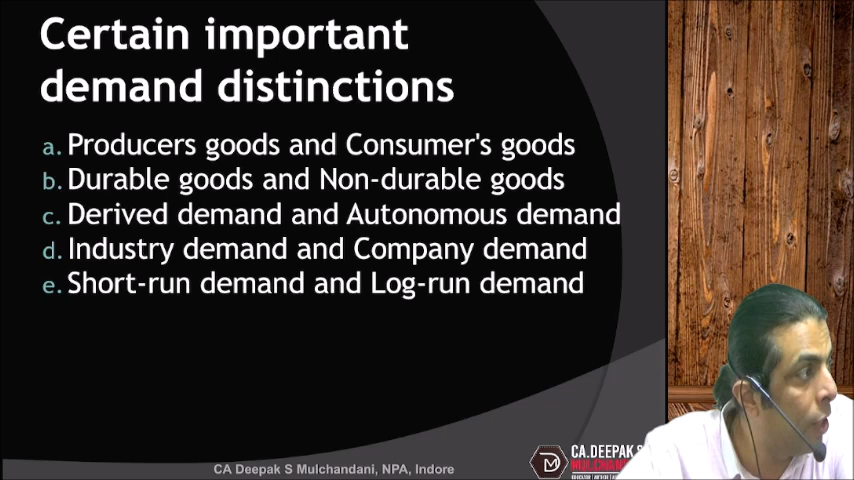 Certain important
demand distinctions
a. Producers goods and Consumer's goods
b. Durable goods and Non-durable goods
c. Derived demand and Autonomous demand
d. Industry demand and Company demand
e. Short-run demand and Log-run demand
CA Deepak S Mulchandani, NPA, Indore
CA.DEEPAK S